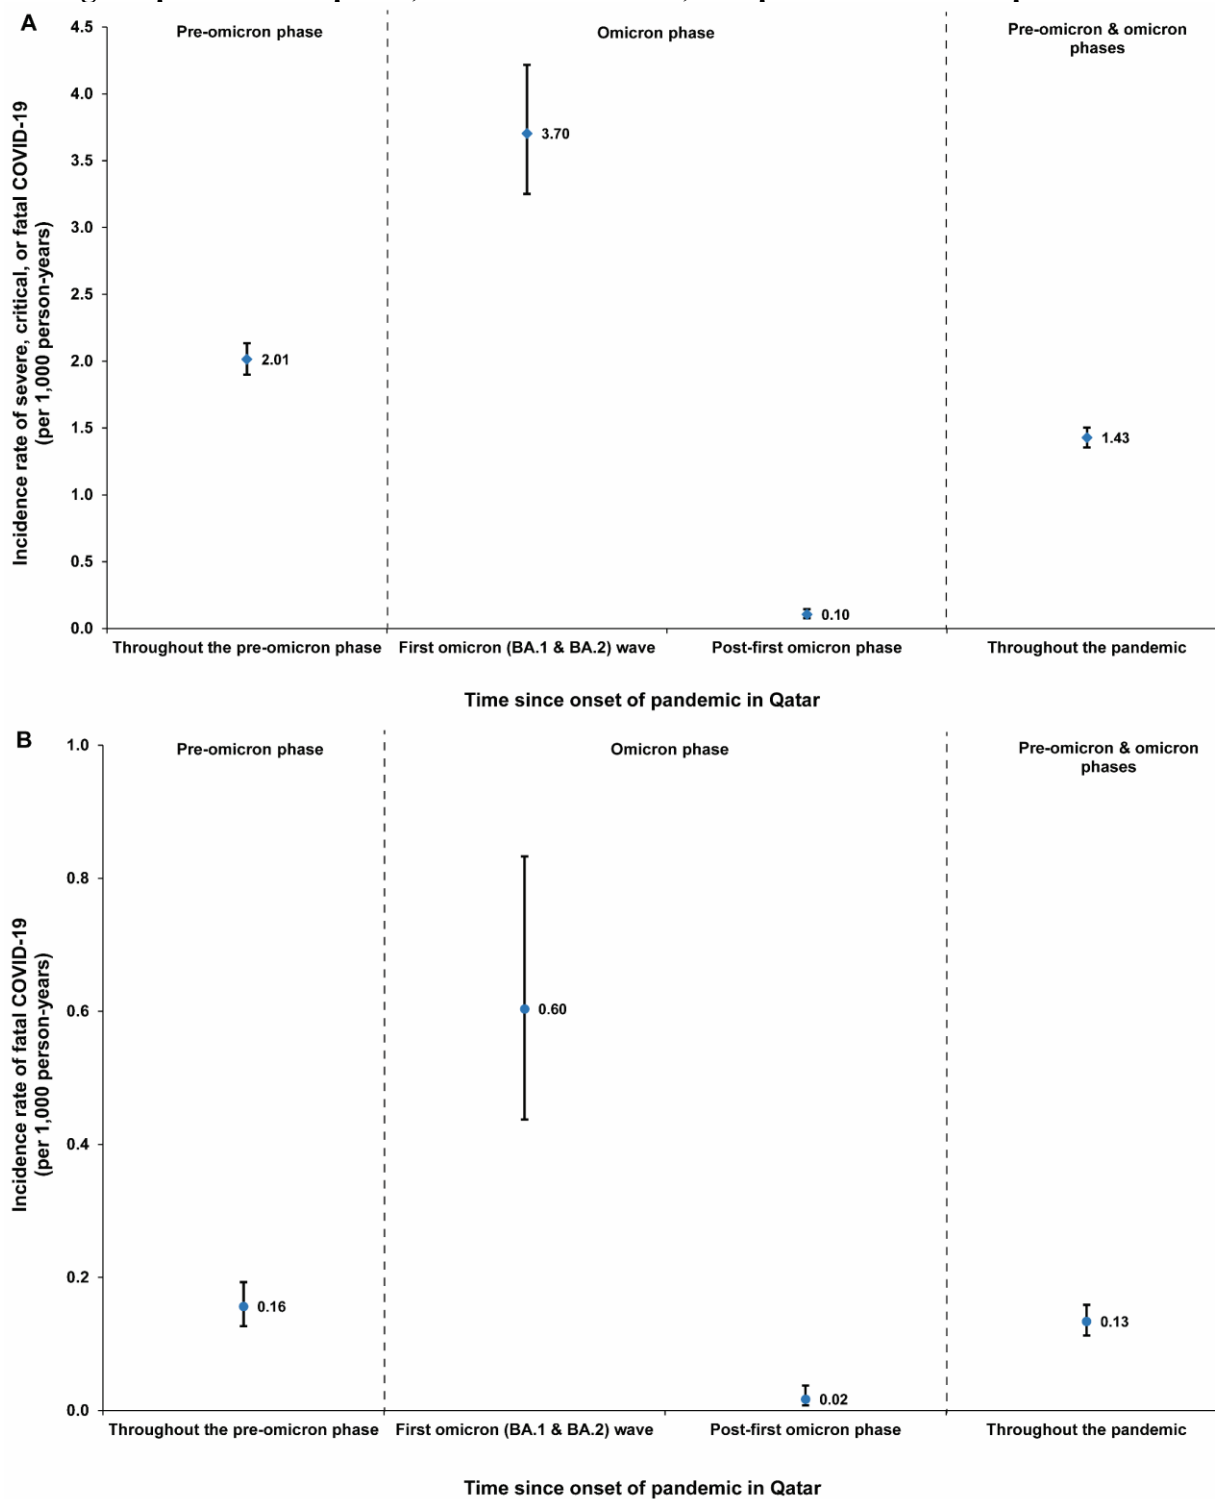 A
Pre-omicron phase
Omicron phase
Pre-omicron & omicron
phases
Incidence rate of severe, critical, or fatal COVID-19
(per 1,000 person-years)
4.5
4.0
3.5
3.0
2.5
2.0
1.5
1.0
0.5
0.0
2.01
3.70
0.10
1.43
Throughout the pre-omicron phase
First omicron (BA.1 & BA.2) wave
Post-first omicron phase
Throughout the pandemic
Time since onset of pandemic in Qatar
B
Pre-omicron phase
Omicron phase
Pre-omicron & omicron
phases
Incidence rate of fatal COVID-19
(per 1,000 person-years)
1.0
0.8
0.6
0.4
0.2
0.0
0.16
0.60
0.02
0.13
Throughout the pre-omicron phase
First omicron (BA.1 & BA.2) wave
Post-first omicron phase
Throughout the pandemic
Time since onset of pandemic in Qatar